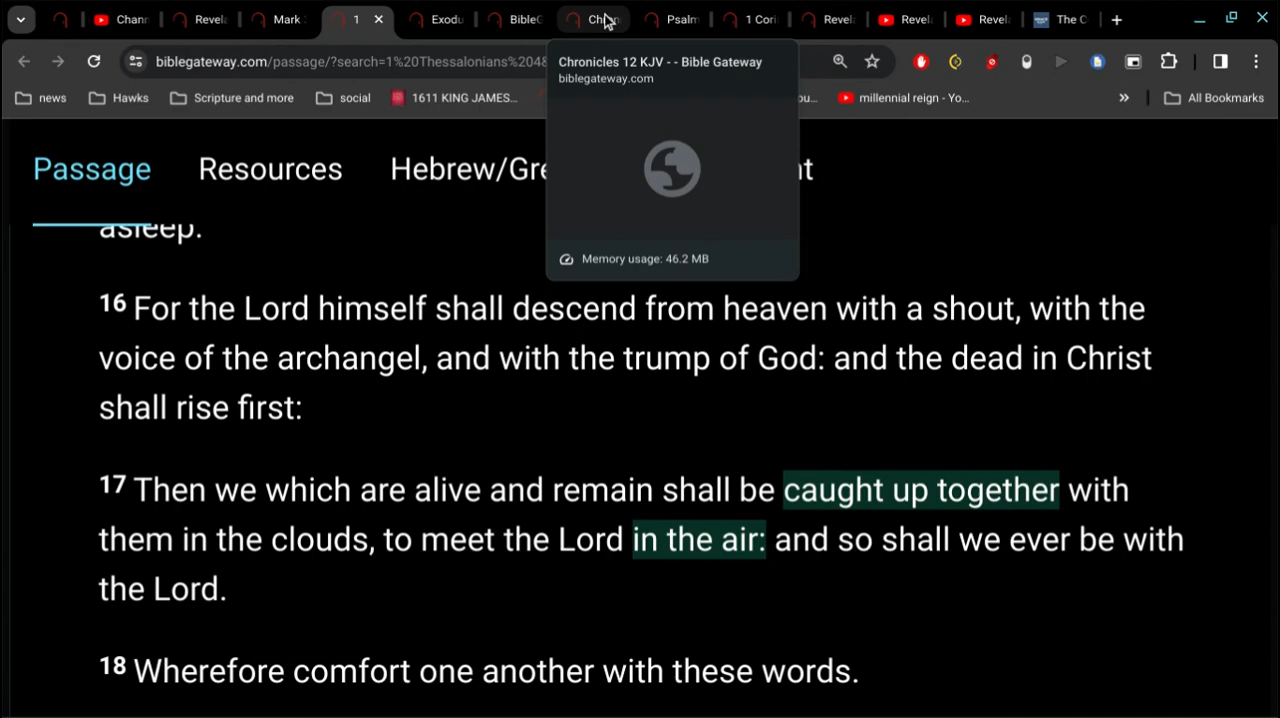 Chann
Revela
Mark
1
Exodu
BibleG
Chron
Psalm
1 Cori
Revela
Revel
Revela
The C
biblegateway.com/passage/?search=1%20Thessalonians%2048
Chronicles 12 KJV - - Bible Gateway
biblegateway.com
news
Hawks
Scripture and more
social
1611 KING JAMES...
ou...
millennial reign - Yo...
All Bookmarks
Passage
Resources
Hebrew/Gre
nt
Memory usage: 46.2 MB
asleep.
16 For the Lord himself shall descend from heaven with a shout, with the
voice of the archangel, and with the trump of God: and the dead in Christ
shall rise first:
17 Then we which are alive and remain shall be caught up together with
them in the clouds, to meet the Lord in the air: and so shall we ever be with
the Lord.
18 Wherefore comfort one another with these words.